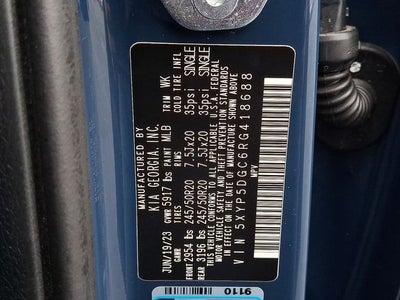 MANUFACTURED BY
KIA GEORGIA, INC.
JUN/19/23 PAINT MLB TRIM WK
GVWR 5917 lbs
GAWR TIRES RIMS COLD TIRE INFL
FRONT 2954 lbs 245/50R20 7.5Jx20 35psi SINGLE
REAR 3196 lbs 245/50R20 7.5Jx20 35psi SINGLE
THIS VEHICLE CONFORMS TO ALL APPLICABLE U.S. FEDERAL
MOTOR VEHICLE SAFETY, BUMPER, AND THEFT PREVENTION STANDARDS
IN EFFECT ON THE DATE OF MANUFACTURE SHOWN ABOVE
VIN 5XYP5DGC6RG418688
MPV
9110